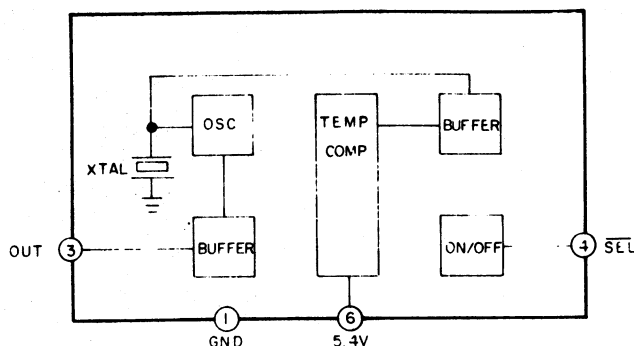 OSC
TEMP
COMP
BUFFER
XTAL
OUT
3
BUFFER
ON/OFF
4
SEL
1
GND
6
5.4V